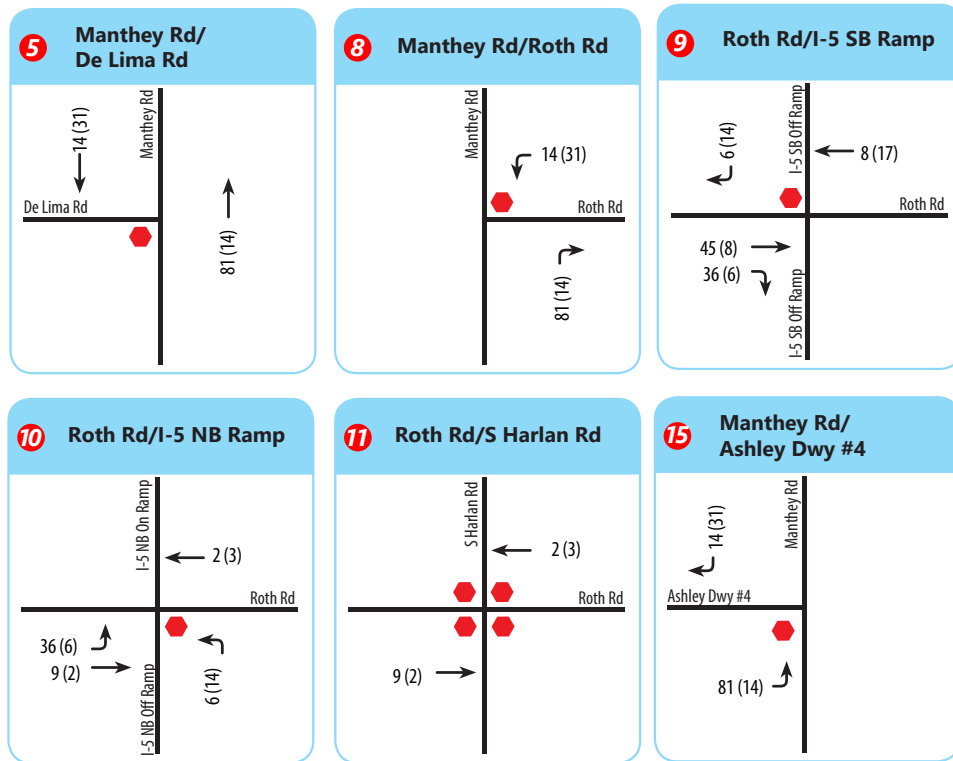 5
Manthey Rd/
De Lima Rd
Manthey Rd
14 (31)
De Lima Rd
81 (14)
8
Manthey Rd/Roth Rd
Manthey Rd
14 (31)
Roth Rd
81 (14)
9
Roth Rd/I-5 SB Ramp
I-5 SB Off Ramp
6 (14)
8 (17)
Roth Rd
45 (8)
36 (6)
I-5 SB Off Ramp
10
Roth Rd/I-5 NB Ramp
I-5 NB On Ramp
2 (3)
Roth Rd
36 (6)
9 (2)
6 (14)
I-5 NB Off Ramp
11
Roth Rd/S Harlan Rd
S Harlan Rd
2 (3)
Roth Rd
9 (2)
15
Manthey Rd/
Ashley Dwy #4
Manthey Rd
14 (31)
Ashley Dwy #4
81 (14)